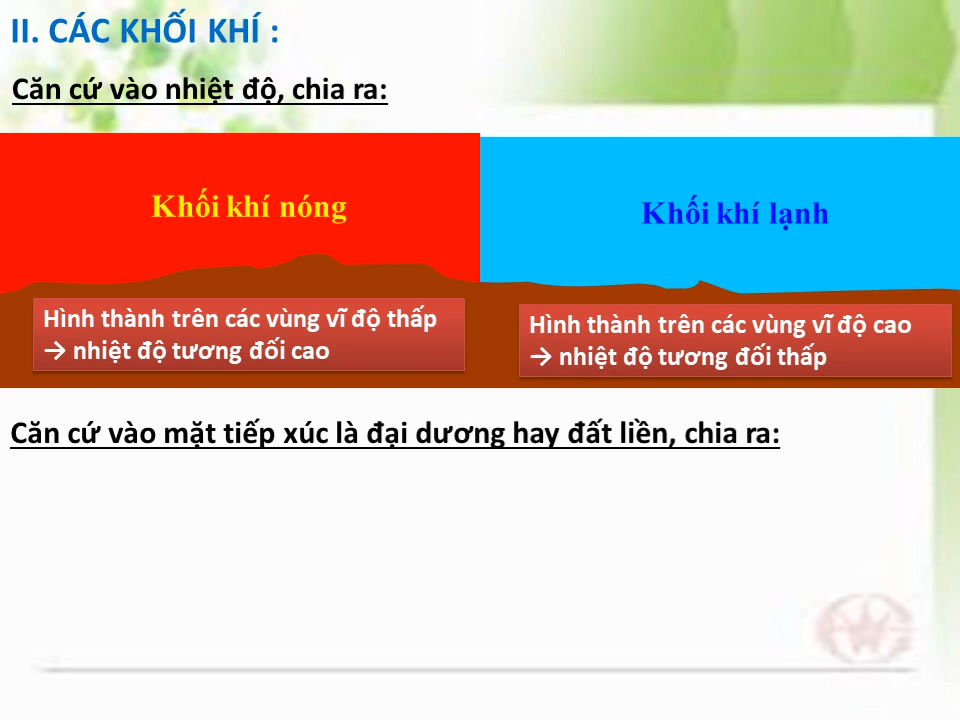 II. CÁC KHỐI KHÍ :
Căn cứ vào nhiệt độ, chia ra:
Khối khí nóng
Khối khí lạnh
Hình thành trên các vùng vĩ độ thấp
→ nhiệt độ tương đối cao
Hình thành trên các vùng vĩ độ cao
→ nhiệt độ tương đối thấp
Căn cứ vào mặt tiếp xúc là đại dương hay đất liền, chia ra: